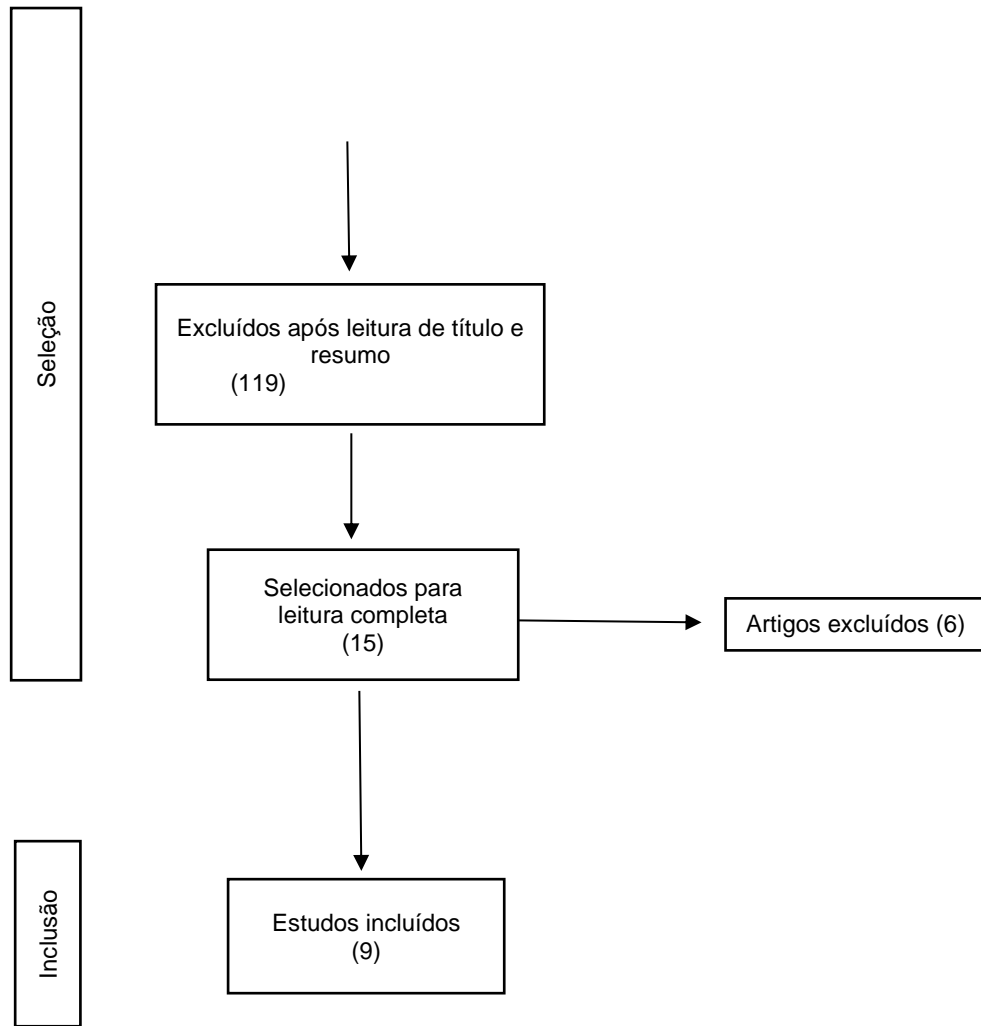 Seleção
Excluídos após leitura de título e
resumo
(119)
Selecionados para
leitura completa
(15)
Artigos excluídos (6)
Inclusão
Estudos incluídos
(9)